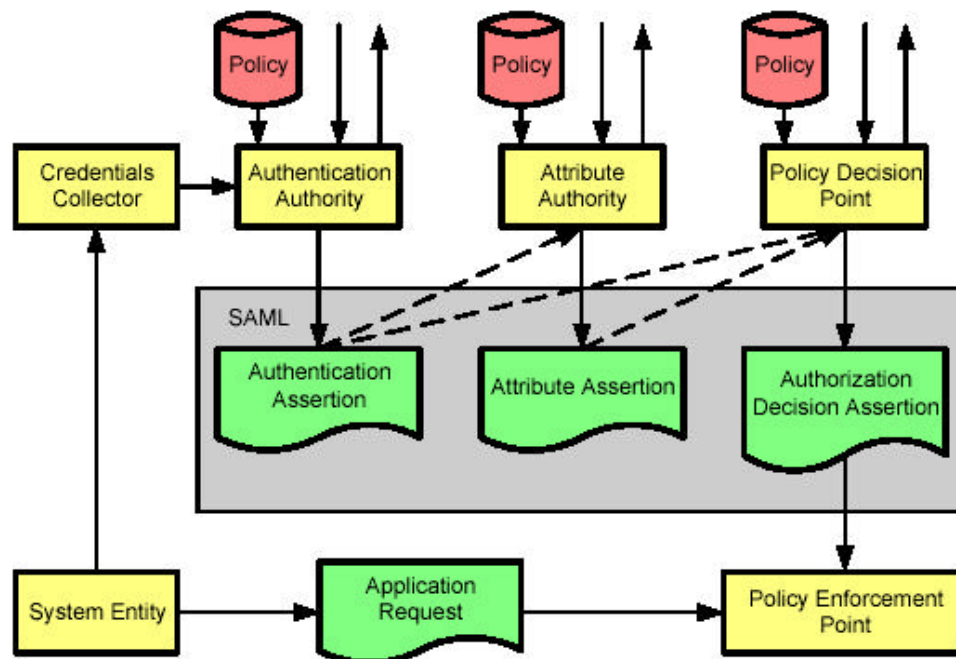 Policy
Policy
Policy
Credentials
Collector
Authentication
Authority
Attribute
Authority
Policy Decision
Point
SAML
Authentication
Assertion
Attribute Assertion
Authorization
Decision Assertion
System Entity
Application
Request
Policy Enforcement
Point